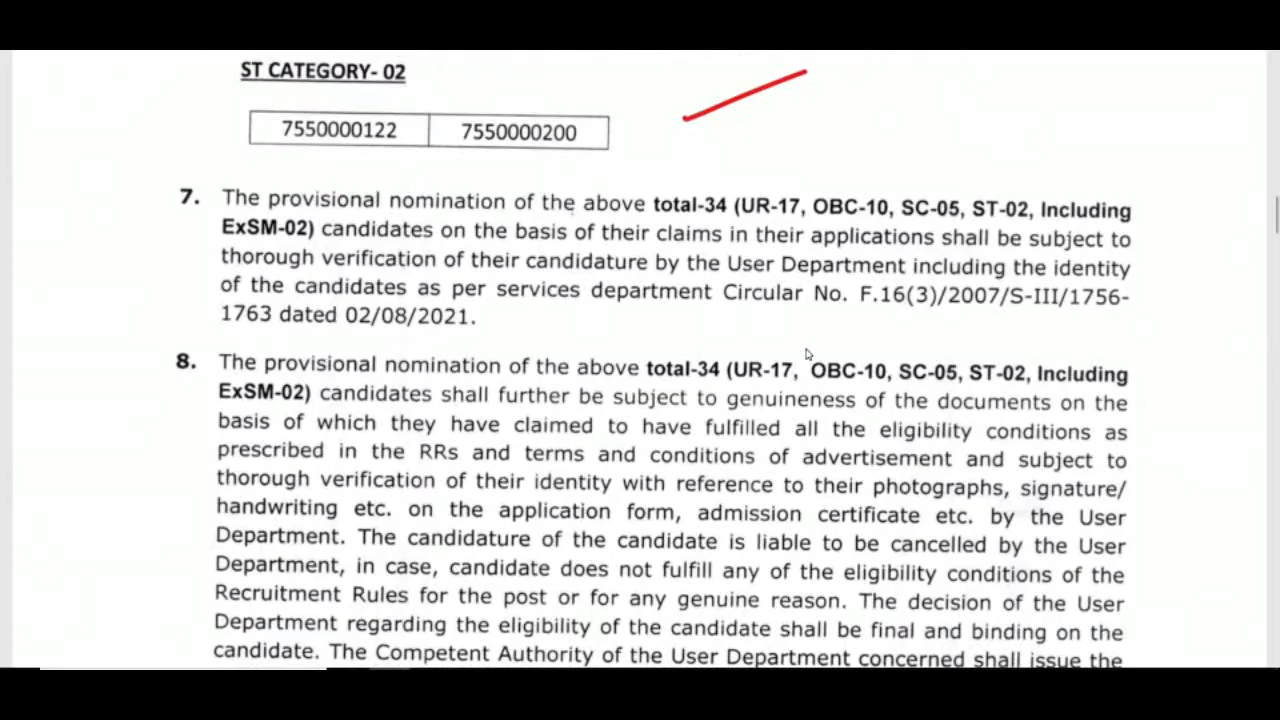 ST CATEGORY- 02
7550000122 7550000200
7. The provisional nomination of the above total-34 (UR-17, OBC-10, SC-05, ST-02, Including
ExSM-02) candidates on the basis of their claims in their applications shall be subject to
thorough verification of their candidature by the User Department including the identity
of the candidates as per services department Circular No. F.16(3)/2007/S-III/1756-
1763 dated 02/08/2021.
8. The provisional nomination of the above total-34 (UR-17, OBC-10, SC-05, ST-02, Including
ExSM-02) candidates shall further be subject to genuineness of the documents on the
basis of which they have claimed to have fulfilled all the eligibility conditions as
prescribed in the RRs and terms and conditions of advertisement and subject to
thorough verification of their identity with reference to their photographs, signature/
handwriting etc. on the application form, admission certificate etc. by the User
Department. The candidature of the candidate is liable to be cancelled by the User
Department, in case, candidate does not fulfill any of the eligibility conditions of the
Recruitment Rules for the post or for any genuine reason. The decision of the User
Department regarding the eligibility of the candidate shall be final and binding on the
candidate. The Competent Authority of the User Department concerned shall issue the